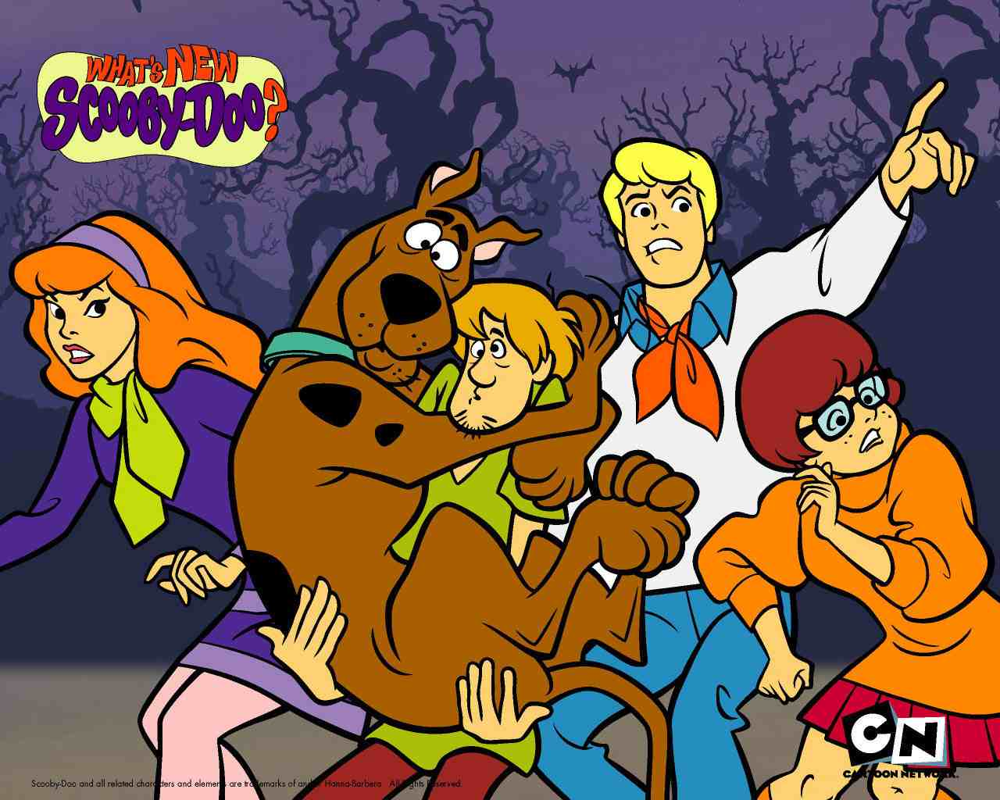 WHAT'S NEW
SCOOBY-DOO?
CN
CARTOON NETWORK.
Scooby-Doo and all related characters and elements are trademarks of and Hanna-Barbera All Rights Reserved.